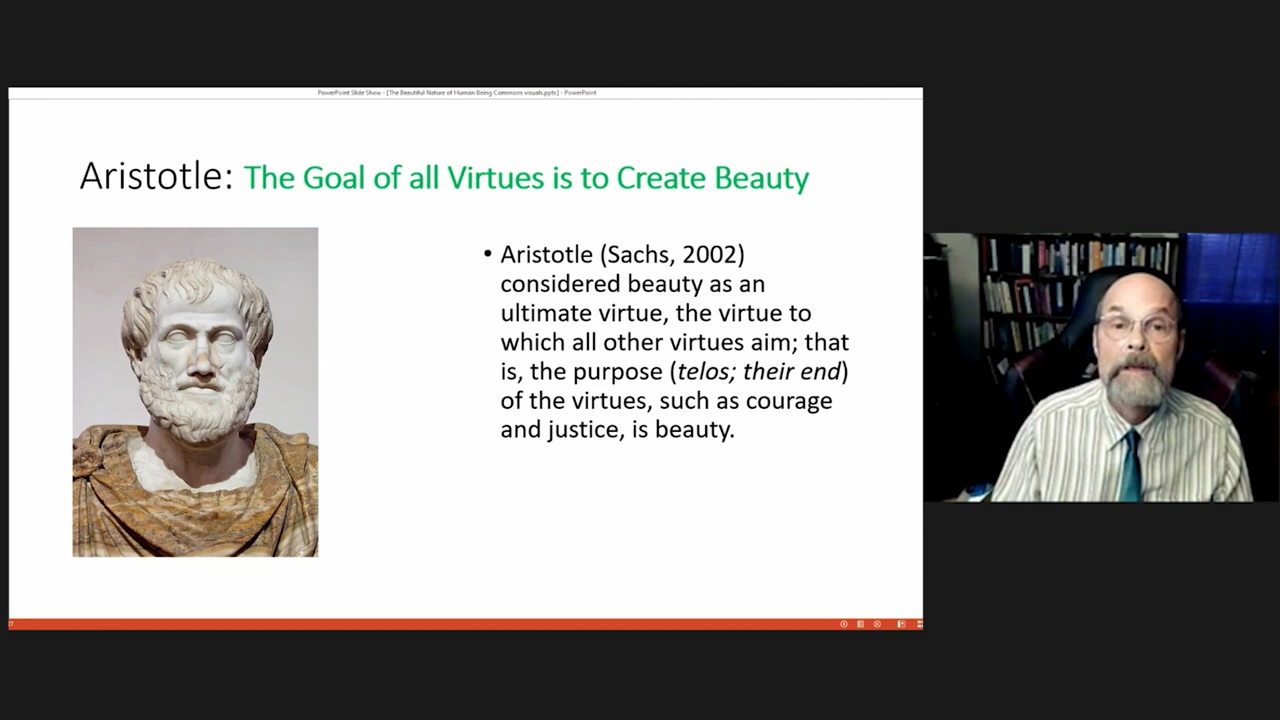 PowerPoint Slide Show - [The Beautiful Nature of Human Being Commons visuals.pptx] - PowerPoint
Aristotle: The Goal of all Virtues is to Create Beauty
• Aristotle (Sachs, 2002)
considered beauty as an
ultimate virtue, the virtue to
which all other virtues aim; that
is, the purpose (telos; their end)
of the virtues, such as courage
and justice, is beauty.